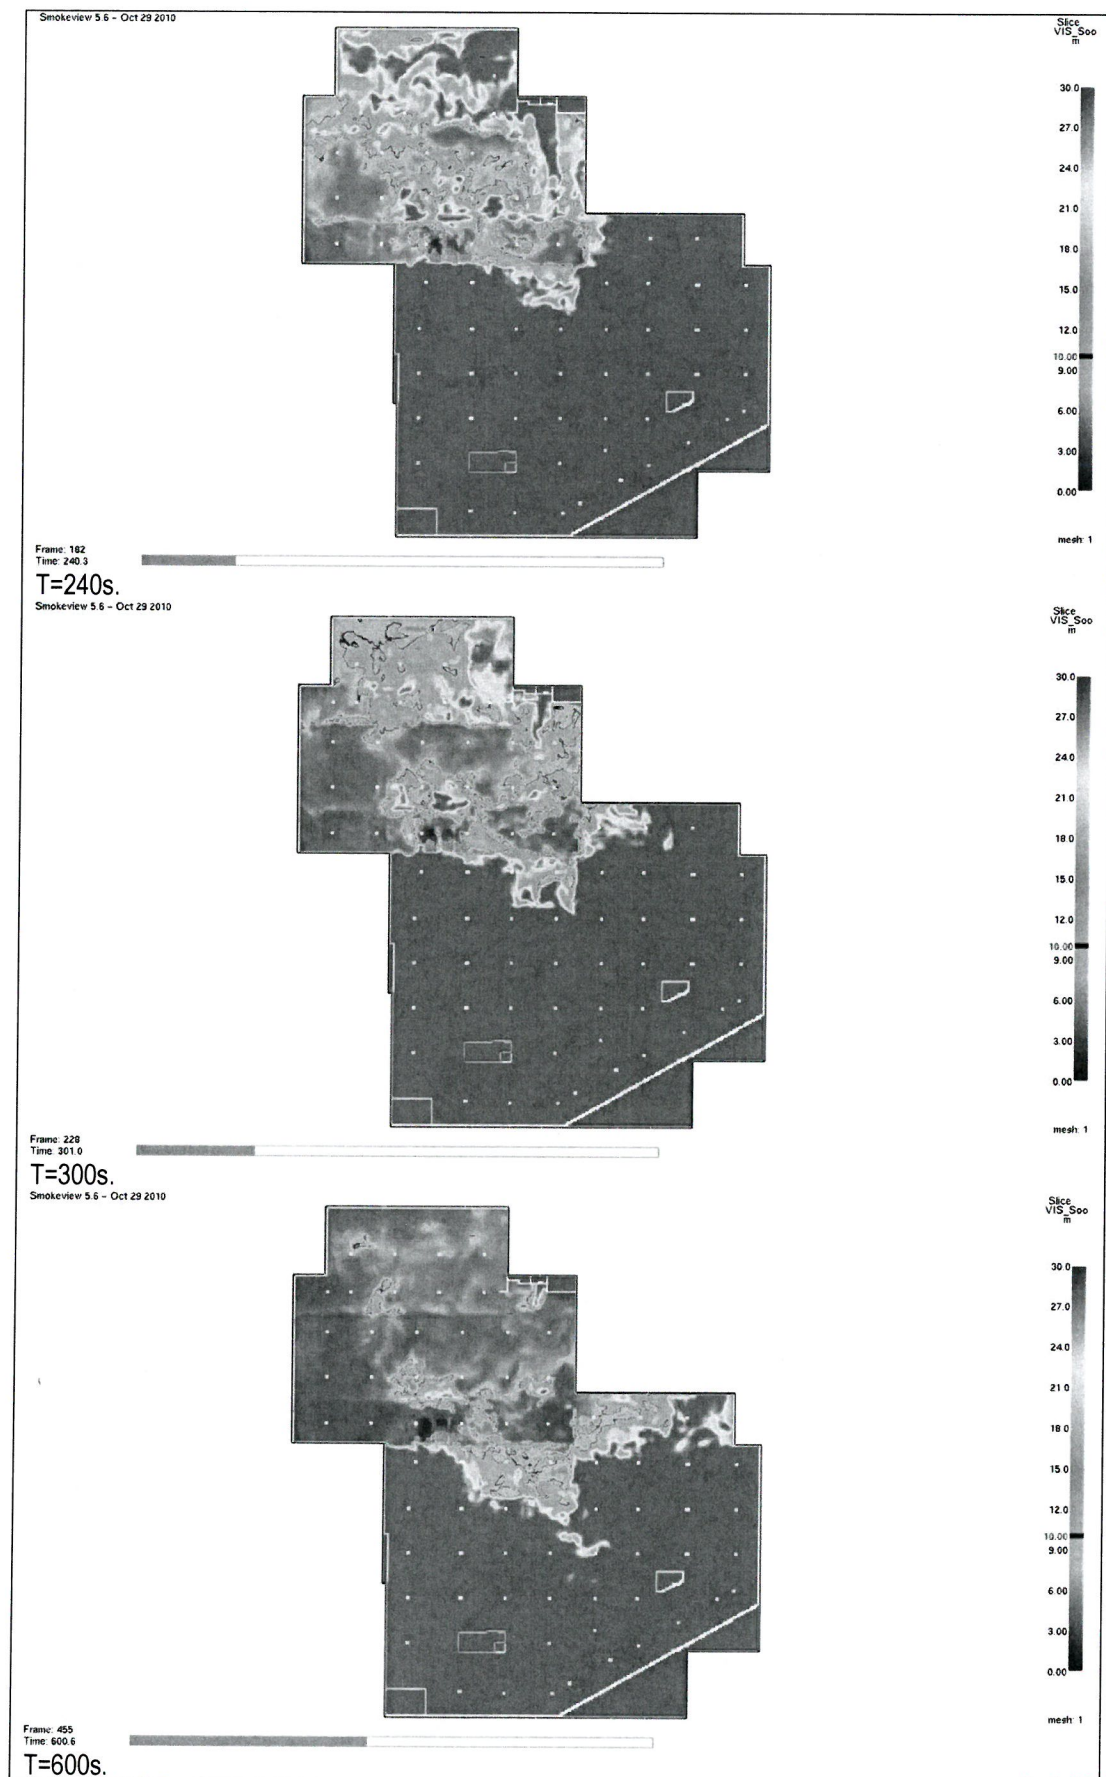 Smokeview 5.6 - Oct 29 2010
Slice
VIS_Soo
m
30.0
27.0
24.0
21.0
18.0
15.0
12.0
10.00
9.00
6.00
3.00
0.00
mesh: 1
Frame: 182
Time: 240.3
T=240s.
Smokeview 5.6 - Oct 29 2010
Slice
VIS_Soo
m
30.0
27.0
24.0
21.0
18.0
15.0
12.0
10.00
9.00
6.00
3.00
0.00
mesh: 1
Frame: 228
Time: 301.0
T=300s.
Smokeview 5.6 - Oct 29 2010
Slice
VIS_Soo
m
30.0
27.0
24.0
21.0
18.0
15.0
12.0
10.00
9.00
6.00
3.00
0.00
mesh: 1
Frame: 455
Time: 600.6
T=600s.